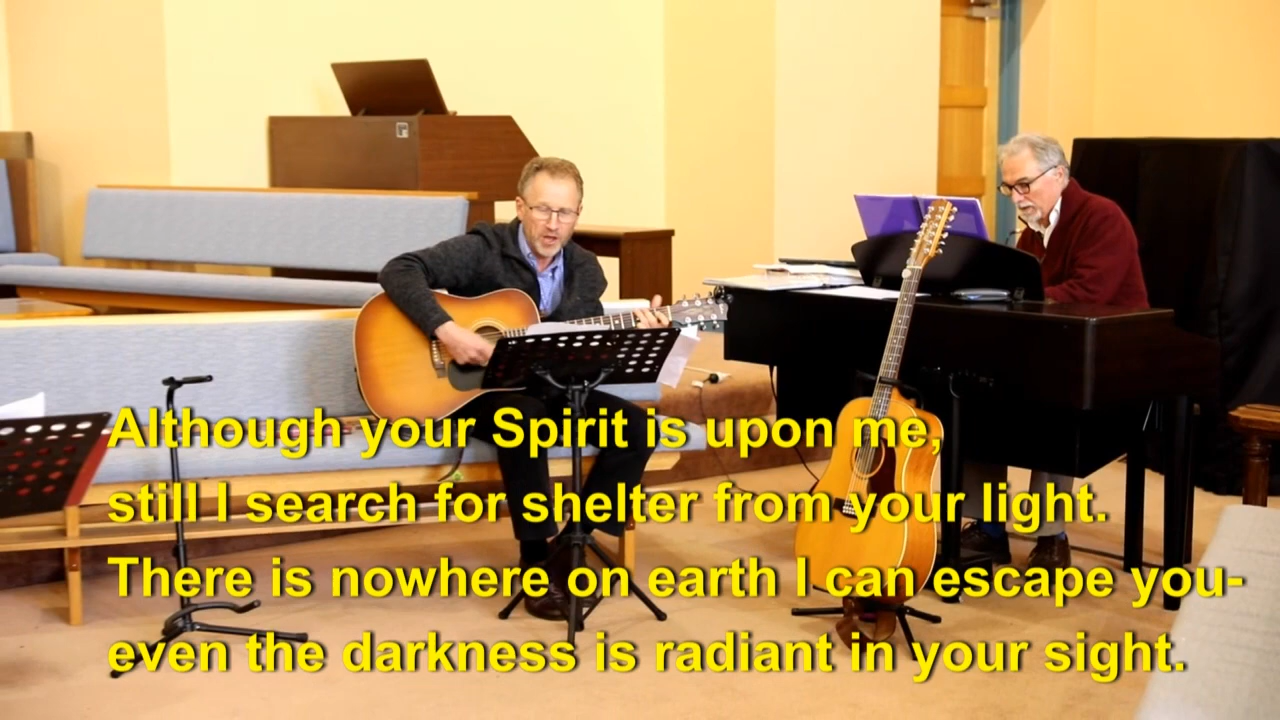 Although your Spirit is upon me,
still I search for shelter from your light.
There is nowhere on earth I can escape you-
even the darkness is radiant in your sight.